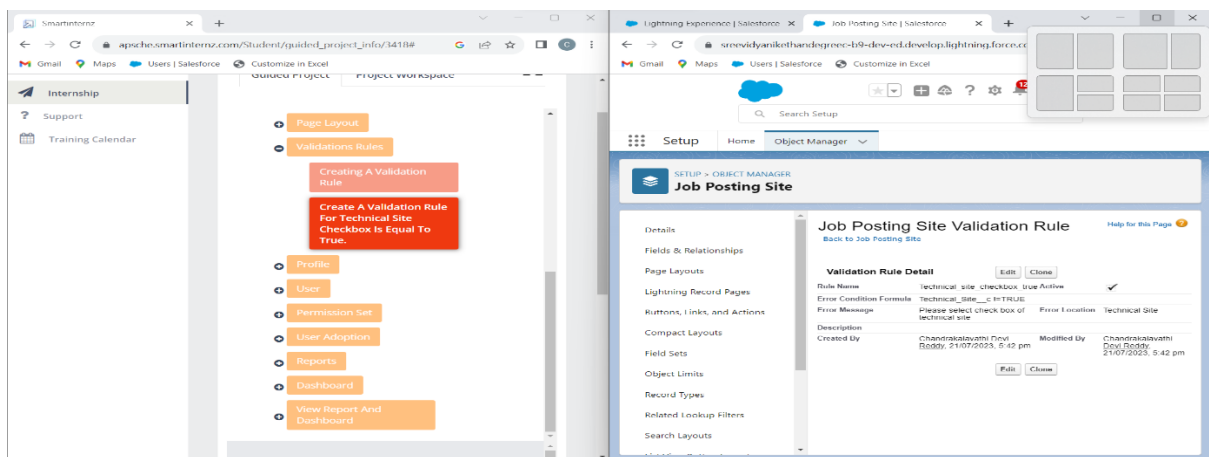 Smartinternz
apsche.smartinternz.com/Student/guided_project_info/3418#
Gmail Maps Users | Salesforce Customize in Excel
Internship
Support
Training Calendar
Guided Project Project Workspace
Page Layout
Validations Rules
Creating A Validation
Rule
Create A Validation Rule
For Technical Site
Checkbox Is Equal To
True.
Profile
User
Permission Set
User Adoption
Reports
Dashboard
View Report And
Dashboard
Lightning Experience | Salesforce Job Posting Site | Salesforce
sreevidyanikethandegreec-b9-dev-ed.develop.lightning.force.cc
Gmail Maps Users | Salesforce Customize in Excel
Search Setup
Setup Home Object Manager
SETUP > OBJECT MANAGER
Job Posting Site
Details
Fields & Relationships
Page Layouts
Lightning Record Pages
Buttons, Links, and Actions
Compact Layouts
Field Sets
Object Limits
Record Types
Related Lookup Filters
Search Layouts
Job Posting Site Validation Rule
Help for this Page
Back to Job Posting Site
Validation Rule Detail Edit Clone
Rule Name Technical_site_checkbox_true Active
Error Condition Formula Technical_Site__c !=TRUE
Error Message Please select check box of
technical site
Error Location Technical Site
Description
Created By Chandrakalavathi Devi
Reddy, 21/07/2023, 5:42 pm
Modified By Chandrakalavathi
Devi Reddy,
21/07/2023, 5:42 pm
Edit Clone